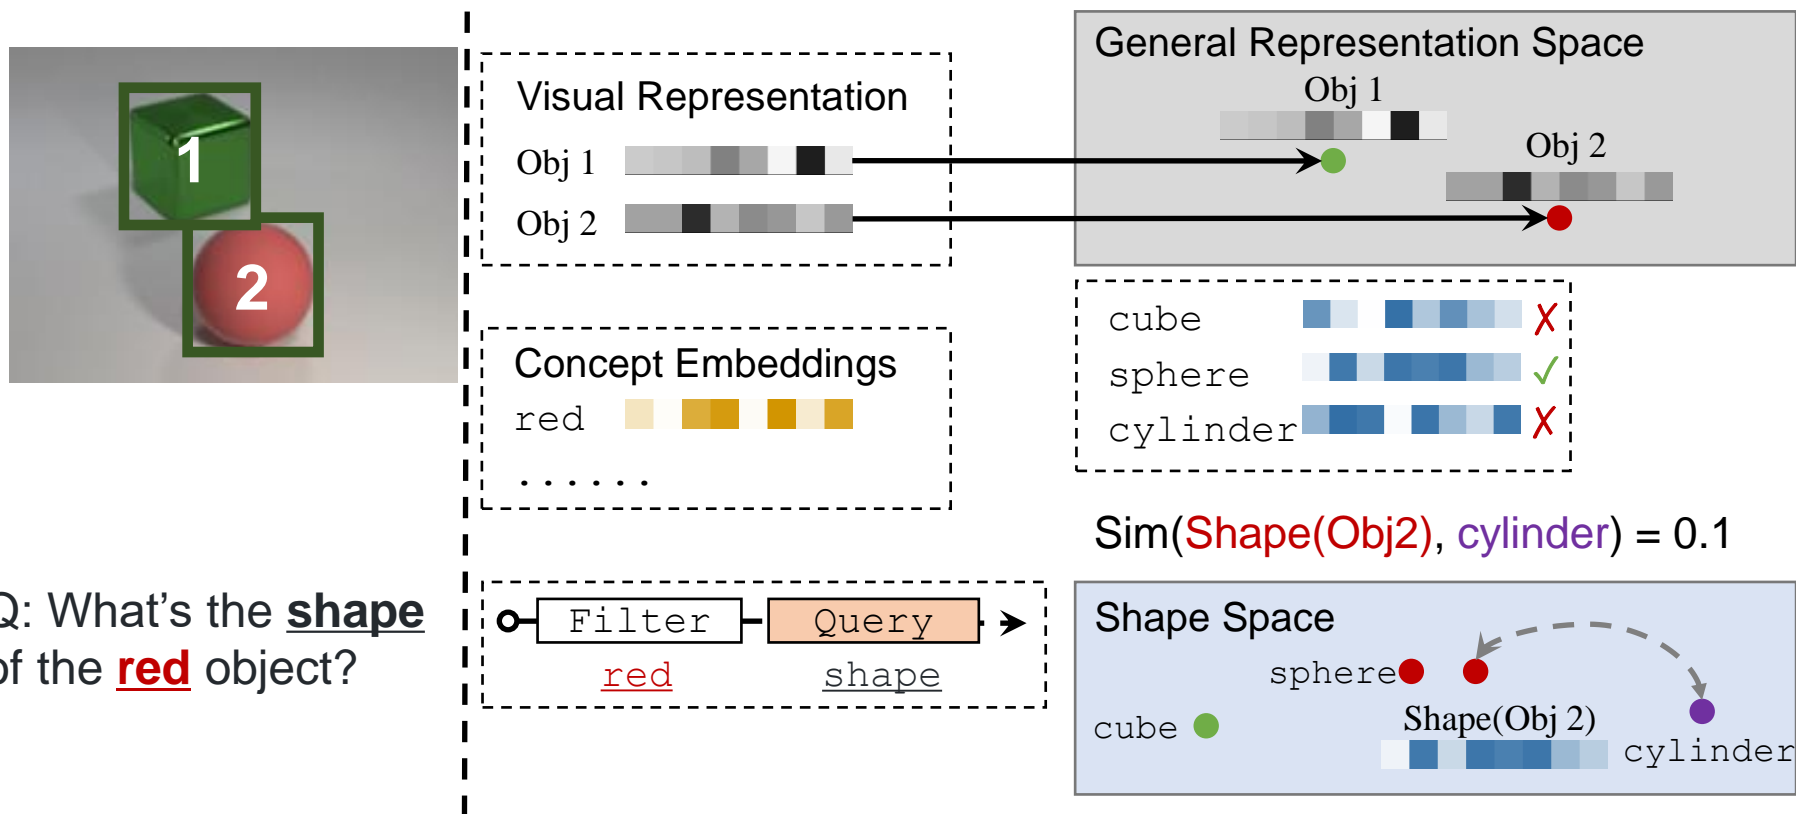 1
2
Q: What's the shape
of the red object?
Visual Representation
Obj 1
Obj 2
Concept Embeddings
red
......
Filter
Query
red
shape
General Representation Space
Obj 1
Obj 2
cube ✗
sphere ✓
cylinder ✗
Sim(Shape(Obj2), cylinder) = 0.1
Shape Space
sphere
cube
Shape(Obj 2)
cylinder